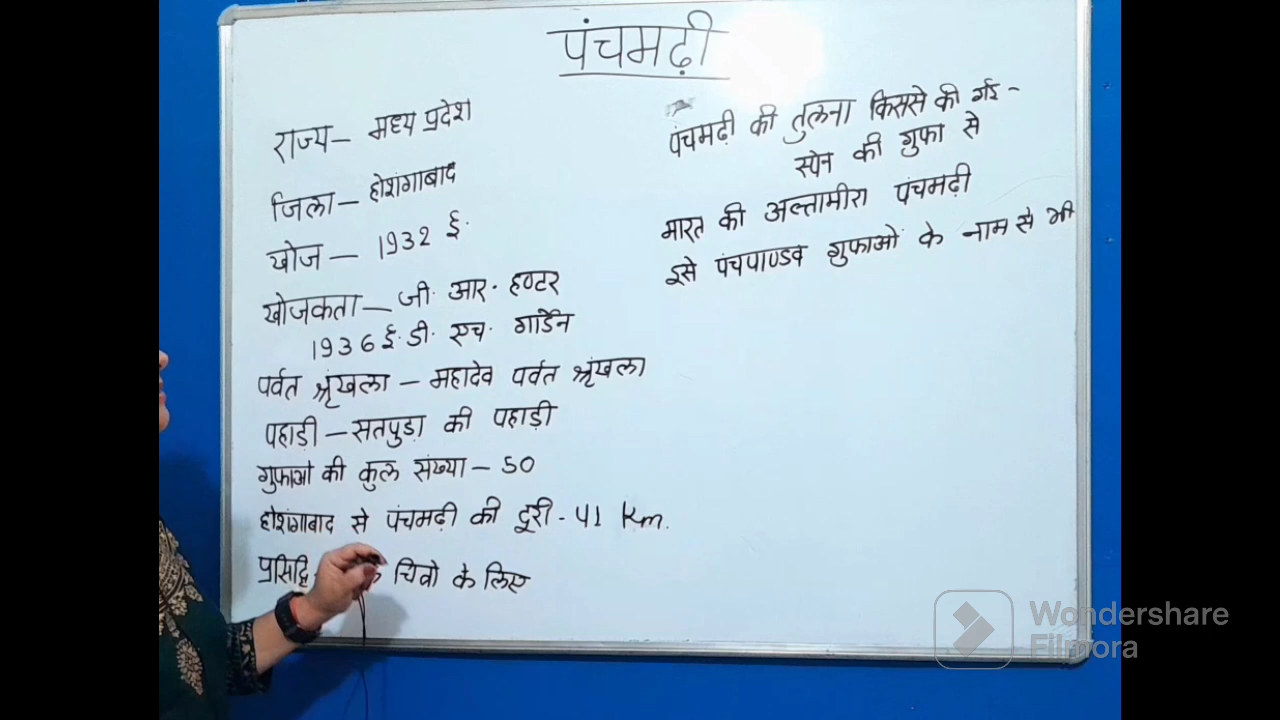 पंचमढ़ी
राज्य – मध्य प्रदेश
जिला – होशंगाबाद
खोज – 1932 ई.
खोजकता – जी. आर. हण्टर
1936 ई. डी. एच. गार्डेन
पर्वत श्रृंखला – महादेव पर्वत श्रृंखला
पहाड़ी – सतपुड़ा की पहाड़ी
गुफाओ की कुल संख्या – 50
होशंगाबाद से पंचमढ़ी की दूरी - 41 Km.
प्रसिद्वि चित्रो के लिए
पंचमढ़ी की तुलना किससे की गई -
स्पेन की गुफा से
भारत की अल्तामीरा पंचमढ़ी
इसे पंचपाण्डव गुफाओं के नाम से भी
Wondershare
Filmora